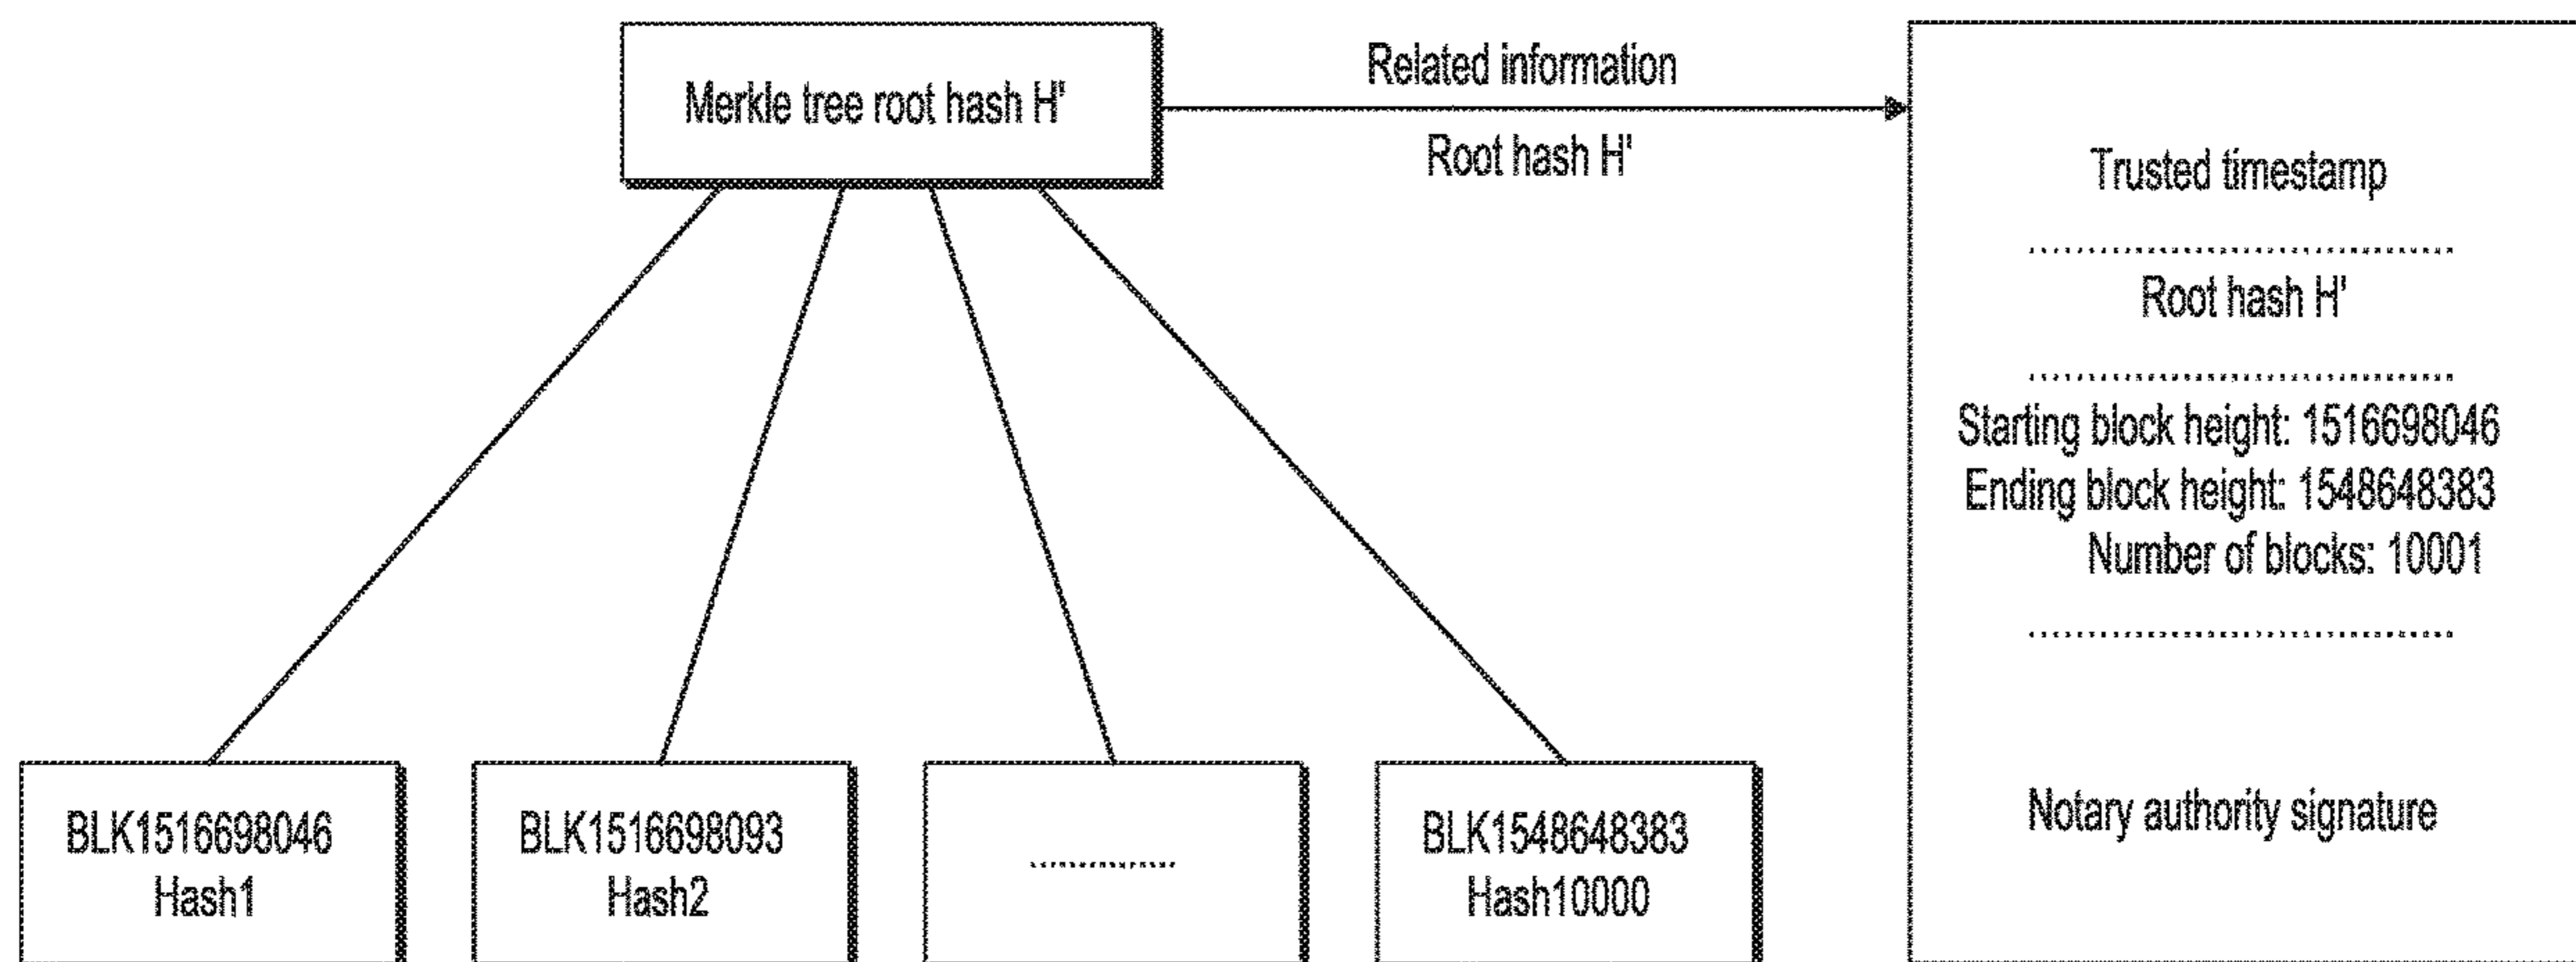 Merkle tree root hash H'
Related information
Root hash H'
Trusted timestamp
Root hash H'
Starting block height: 1516698046
Ending block height: 1548648383
Number of blocks: 10001
Notary authority signature
BLK1516698046
Hash1
BLK1516698093
Hash2
BLK1548648383
Hash10000